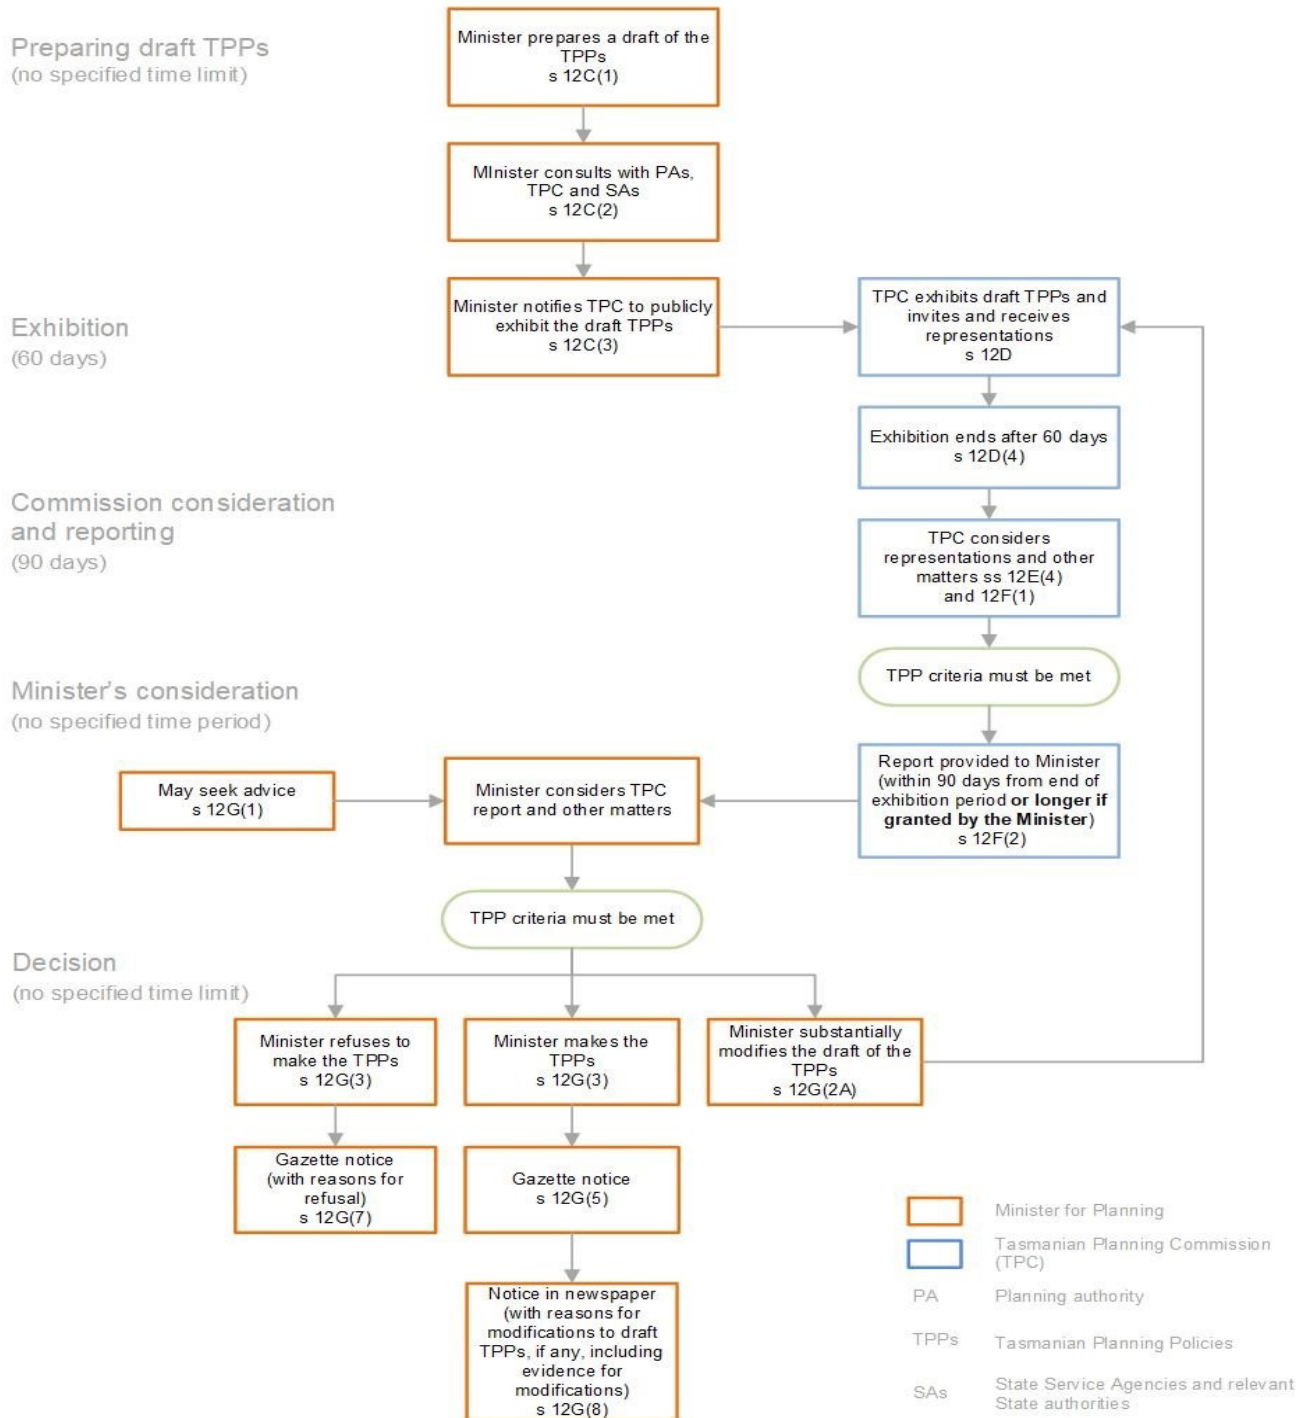 Preparing draft TPPs
(no specified time limit)
Minister prepares a draft of the
TPPs
s 12C(1)
MInister consults with PAs,
TPC and SAs
s 12C(2)
Exhibition
(60 days)
Minister notifies TPC to publicly
exhibit the draft TPPs
s 12C(3)
TPC exhibits draft TPPs and
invites and receives
representations
s 12D
Exhibition ends after 60 days
s 12D(4)
Commission consideration
and reporting
(90 days)
TPC considers
representations and other
matters ss 12E(4)
and 12F(1)
TPP criteria must be met
Minister's consideration
(no specified time period)
May seek advice
s 12G(1)
Minister considers TPC
report and other matters
Report provided to Minister
(within 90 days from end of
exhibition period or longer if
granted by the Minister)
s 12F(2)
TPP criteria must be met
Decision
(no specified time limit)
Minister refuses to
make the TPPs
s 12G(3)
Minister makes the
TPPs
s 12G(3)
Minister substantially
modifies the draft of the
TPPs
s 12G(2A)
Gazette notice
(with reasons for
refusal)
s 12G(7)
Gazette notice
s 12G(5)
Notice in newspaper
(with reasons for
modifications to draft
TPPs, if any, including
evidence for
modifications)
s 12G(8)
Minister for Planning
Tasmanian Planning Commission
(TPC)
PA Planning authority
TPPs Tasmanian Planning Policies
SAs State Service Agencies and relevant
State authorities